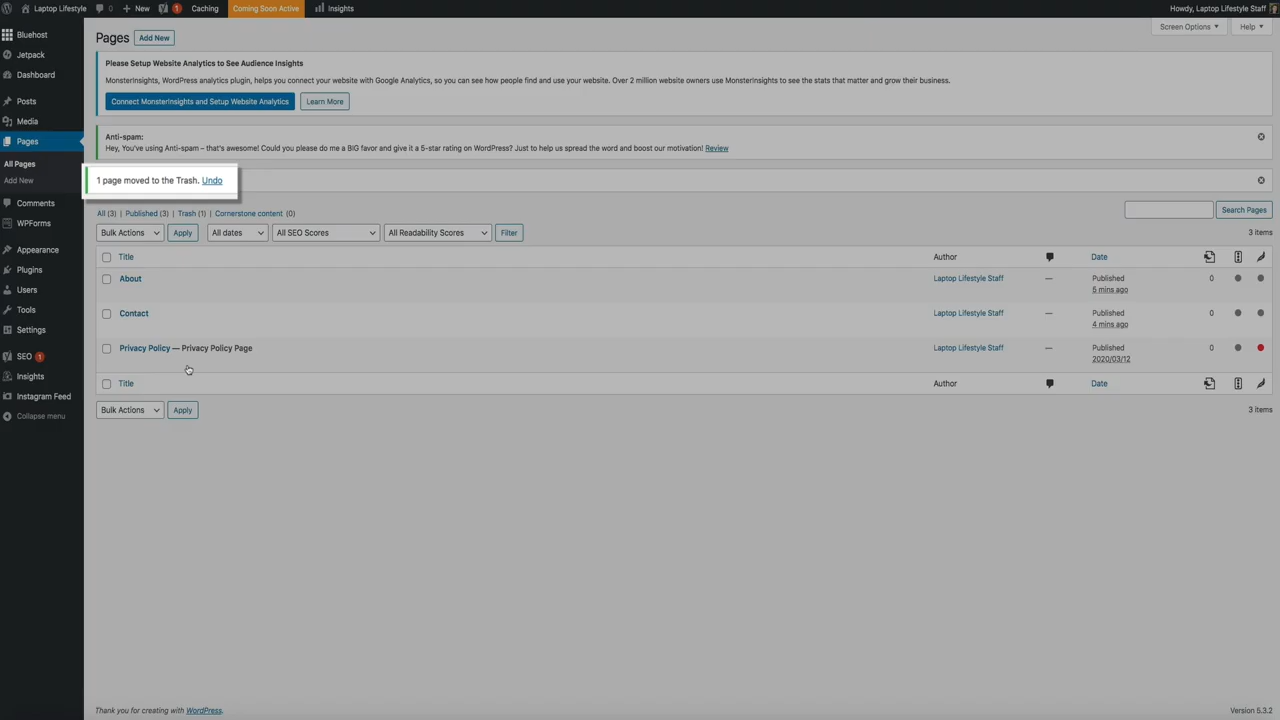 Laptop Lifestyle 0 New 1 Caching Coming Soon Active Insights Howdy, Laptop Lifestyle Staff
Bluehost
Jetpack
Dashboard
Posts
Media
Pages
All Pages
Add New
Comments
WPForms
Appearance
Plugins
Users
Tools
Settings
SEO 1
Insights
Instagram Feed
Collapse menu
Screen Options Help
Pages Add New
Please Setup Website Analytics to See Audience Insights
MonsterInsights, WordPress analytics plugin, helps you connect your website with Google Analytics, so you can see how people find and use your website. Over 2 million website owners use MonsterInsights to see the stats that matter and grow their business.
Connect MonsterInsights and Setup Website Analytics Learn More
Anti-spam:
Hey, You've using Anti-spam – that's awesome! Could you please do me a BIG favor and give it a 5-star rating on WordPress? Just to help us spread the word and boost our motivation! Review
1 page moved to the Trash. Undo
All (3) | Published (3) | Trash (1) | Cornerstone content (0)
Search Pages
Bulk Actions Apply All dates All SEO Scores All Readability Scores Filter 3 items
Title Author Date
About Laptop Lifestyle Staff — Published 0
5 mins ago
Contact Laptop Lifestyle Staff — Published 0
4 mins ago
Privacy Policy — Privacy Policy Page Laptop Lifestyle Staff — Published 0
2020/03/12
Title Author Date
Bulk Actions Apply 3 items
Thank you for creating with WordPress. Version 5.3.2